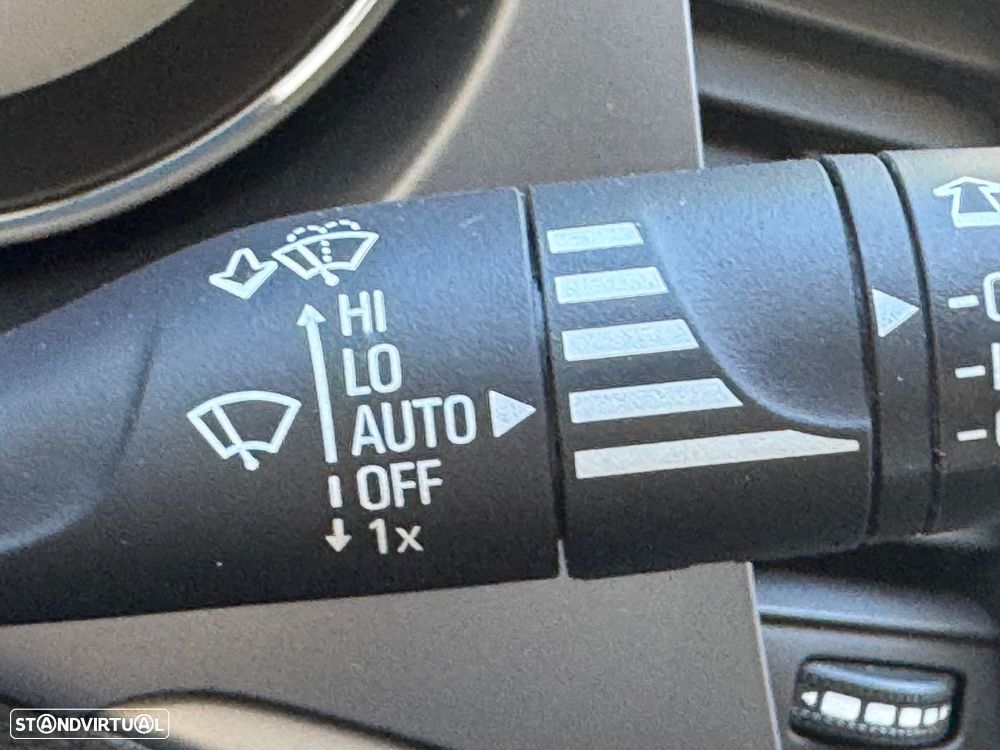 HI
LO
AUTO
OFF
1x
STANDVIRTUAL